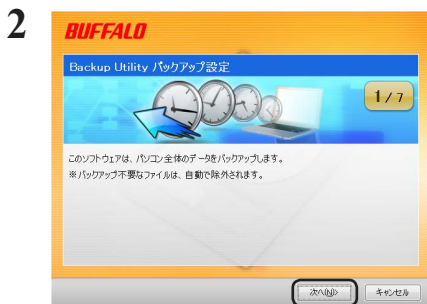 2
BUFFALO
Backup Utility バックアップ設定
1/7
このソフトウェアは、パソコン全体のデータをバックアップします。
※バックアップ不要なファイルは、自動で除外されます。
次へ(N)> キャンセル